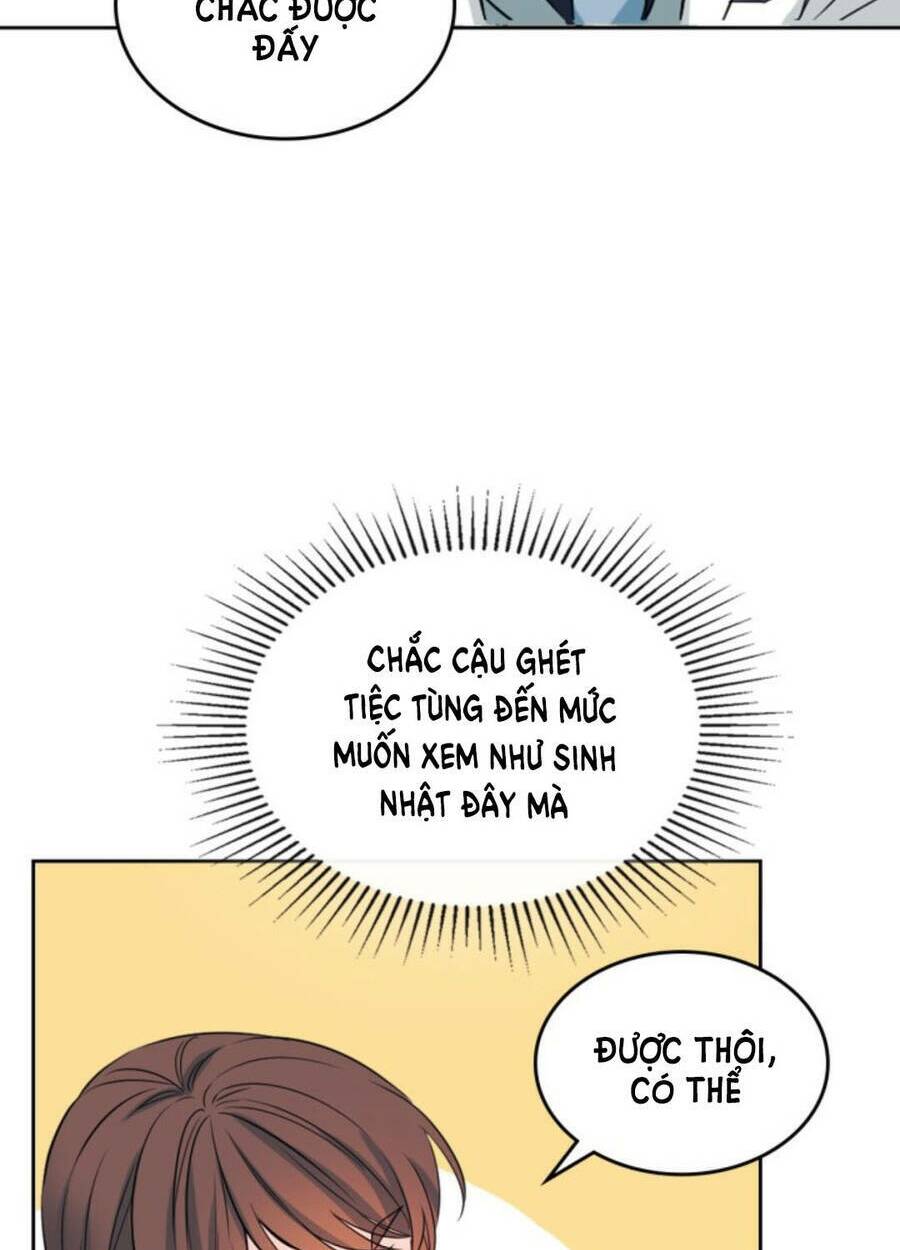 CHẮC ĐƯỢC
ĐẤY
CHẮC CẬU GHÉT
TIỆC TÙNG ĐẾN MỨC
MUỐN XEM NHƯ SINH
NHẬT ĐÂY MÀ
ĐƯỢC THÔI,
CÓ THỂ